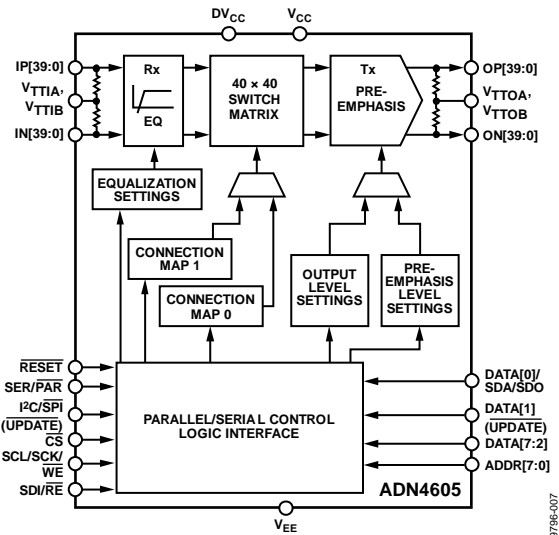 DVCC
VCC
IP[39:0]
VTTIA,
VTTIB
IN[39:0]
Rx
EQ
40 × 40
SWITCH
MATRIX
Tx
PRE-
EMPHASIS
OP[39:0]
VTTOA,
VTTOB
ON[39:0]
EQUALIZATION
SETTINGS
CONNECTION
MAP 1
CONNECTION
MAP 0
OUTPUT
LEVEL
SETTINGS
PRE-
EMPHASIS
LEVEL
SETTINGS
RESET
SER/PAR
I2C/SPI
(UPDATE)
CS
SCL/SCK/
WE
SDI/RE
PARALLEL/SERIAL CONTROL
LOGIC INTERFACE
DATA[0]/
SDA/SDO
DATA[1]
(UPDATE)
DATA[7:2]
ADDR[7:0]
ADN4605
VEE
9796-007